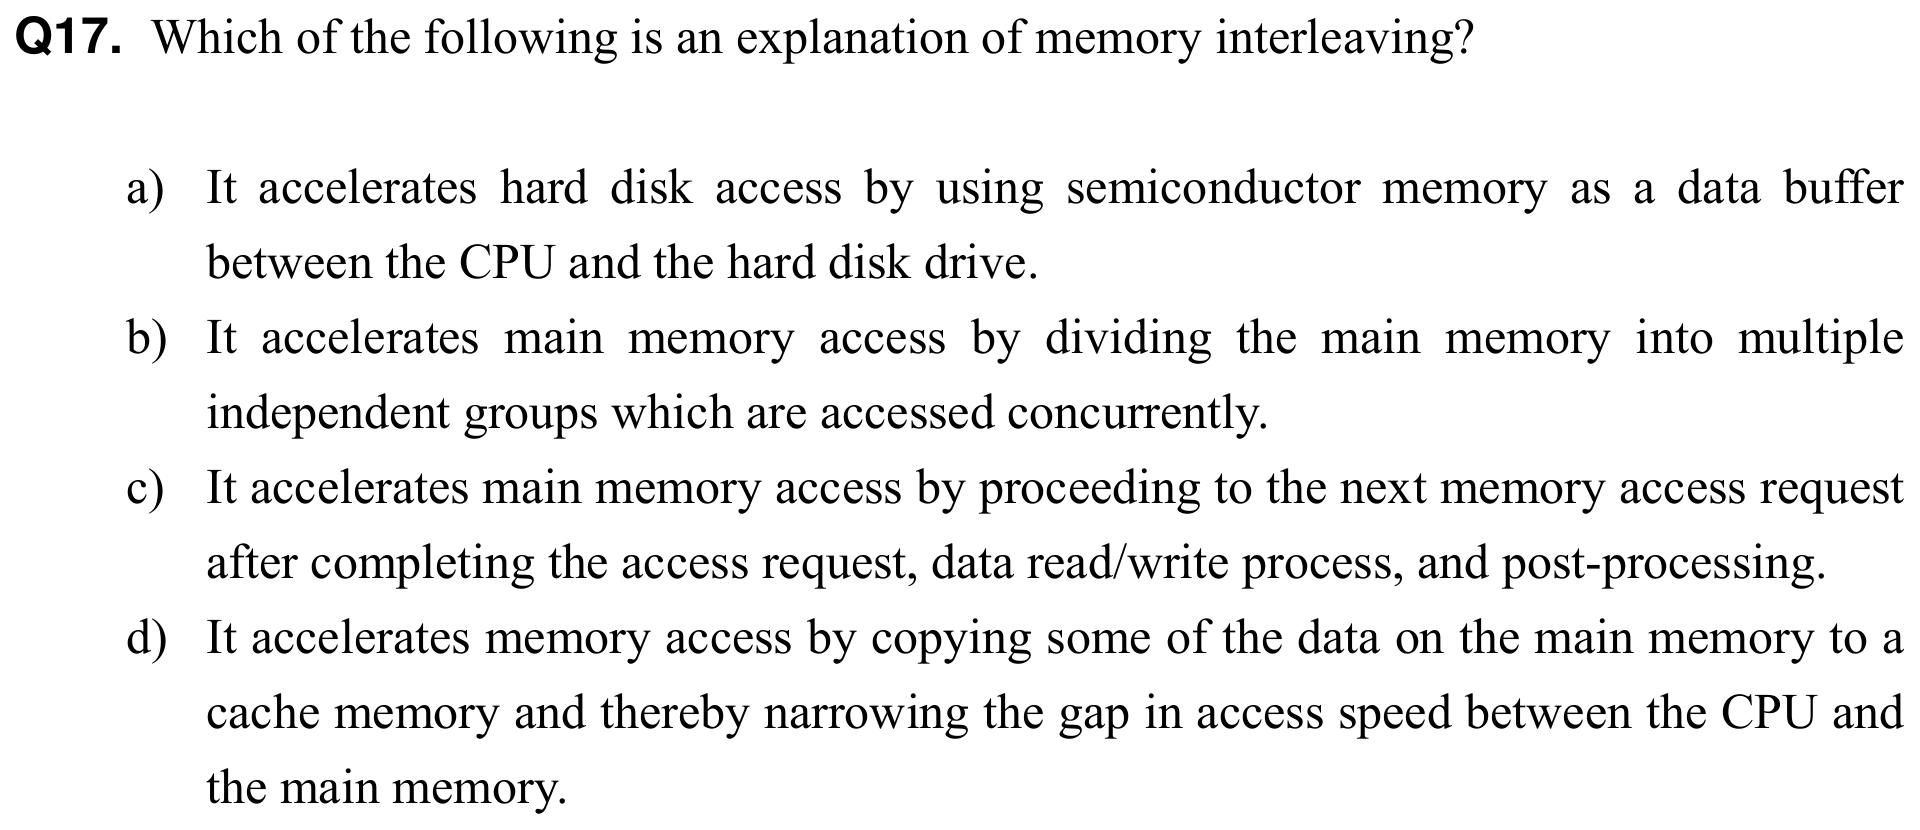 Q17. Which of the following is an explanation of memory interleaving?
a) It accelerates hard disk access by using semiconductor memory as a data buffer
between the CPU and the hard disk drive.
b) It accelerates main memory access by dividing the main memory into multiple
independent groups which are accessed concurrently.
c) It accelerates main memory access by proceeding to the next memory access request
after completing the access request, data read/write process, and post-processing.
d) It accelerates memory access by copying some of the data on the main memory to a
cache memory and thereby narrowing the gap in access speed between the CPU and
the main memory.